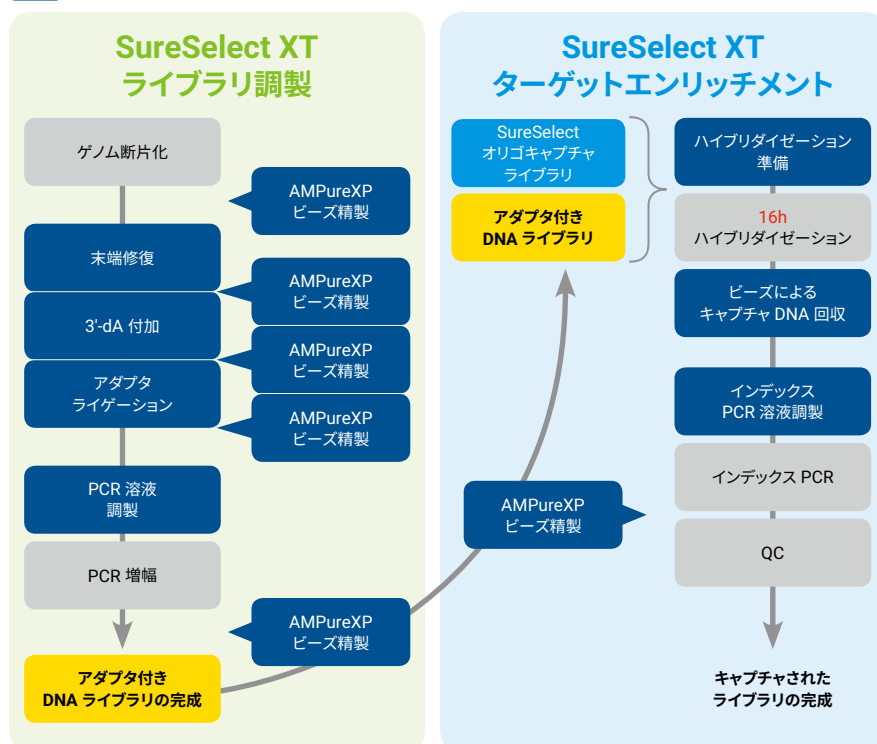 SureSelect XT
ライブラリ調製
ゲノム断片化
AMPureXP
ビーズ精製
末端修復
AMPureXP
ビーズ精製
3'-dA 付加
AMPureXP
ビーズ精製
アダプタ
ライゲーション
AMPureXP
ビーズ精製
PCR 溶液
調製
PCR 増幅
AMPureXP
ビーズ精製
アダプタ付き
DNA ライブラリの完成
SureSelect XT
ターゲットエンリッチメント
SureSelect
オリゴキャプチャ
ライブラリ
アダプタ付き
DNA ライブラリ
ハイブリダイゼーション
準備
16h
ハイブリダイゼーション
ビーズによる
キャプチャ DNA 回収
インデックス
PCR 溶液調製
インデックス PCR
AMPureXP
ビーズ精製
QC
キャプチャされた
ライブラリの完成